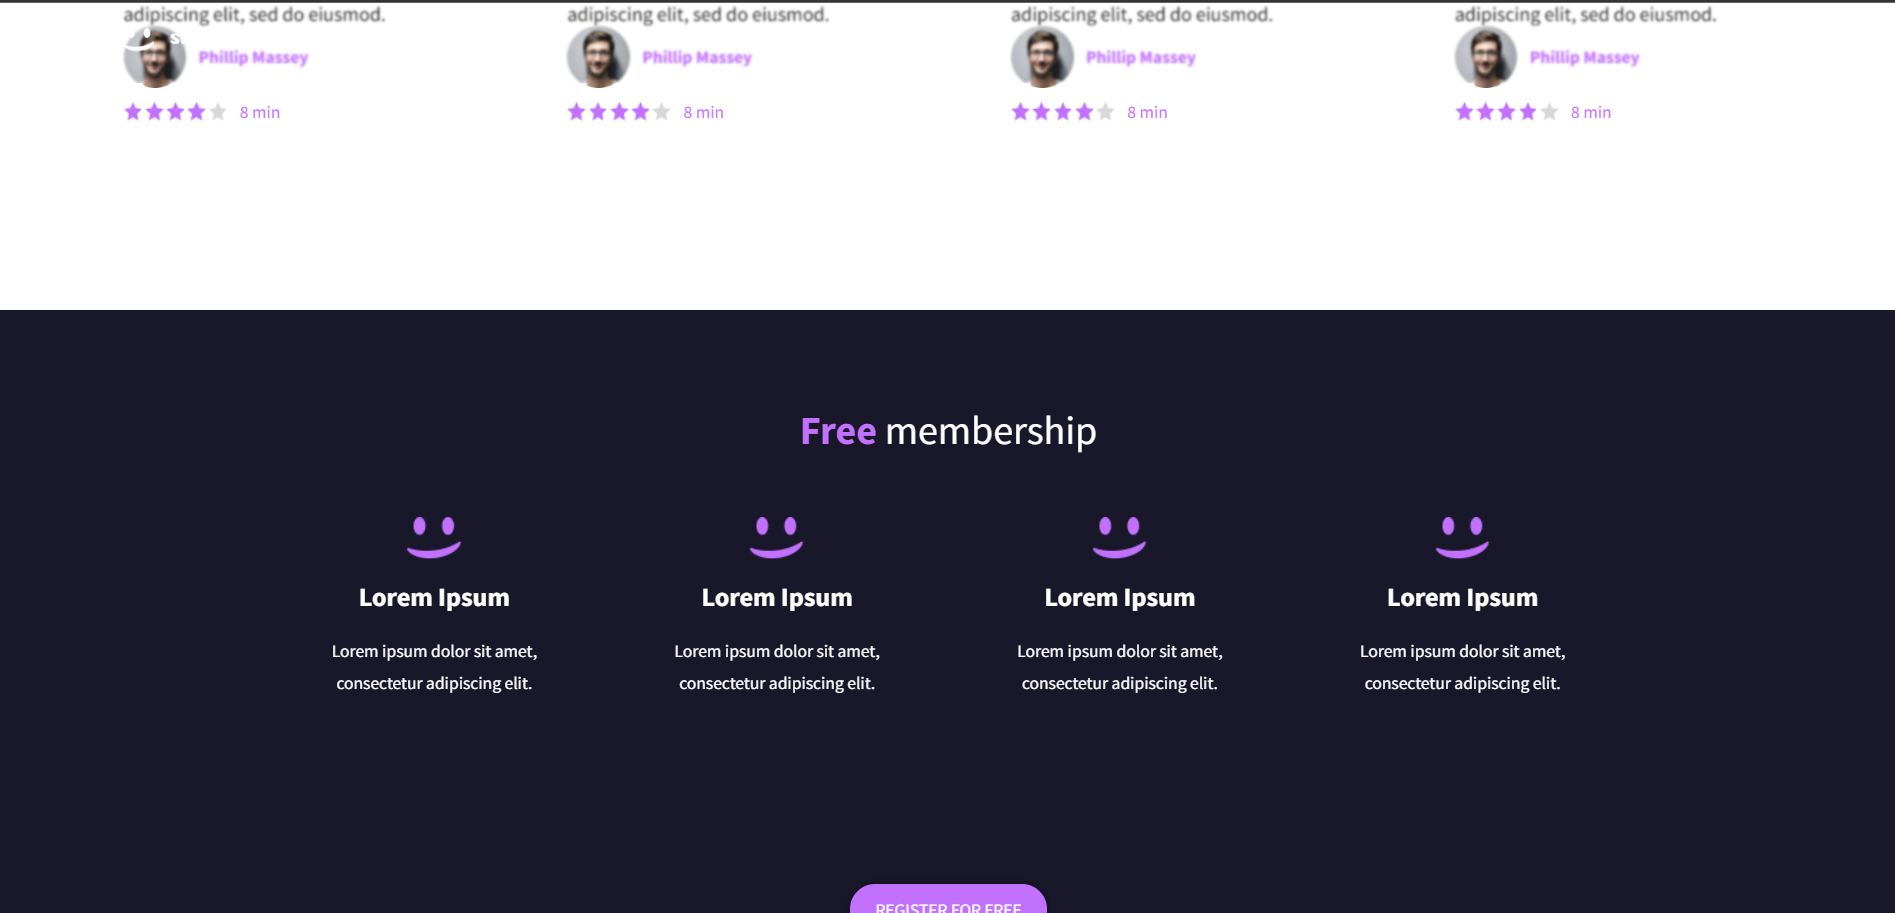 adipiscing elit, sed do eiusmod. adipiscing elit, sed do eiusmod. adipiscing elit, sed do eiusmod. adipiscing elit, sed do eiusmod.
Phillip Massey Phillip Massey Phillip Massey Phillip Massey
8 min 8 min 8 min 8 min
Free membership
Lorem Ipsum Lorem Ipsum Lorem Ipsum Lorem Ipsum
Lorem ipsum dolor sit amet, Lorem ipsum dolor sit amet, Lorem ipsum dolor sit amet, Lorem ipsum dolor sit amet,
consectetur adipiscing elit. consectetur adipiscing elit. consectetur adipiscing elit. consectetur adipiscing elit.
REGISTER FOR FREE